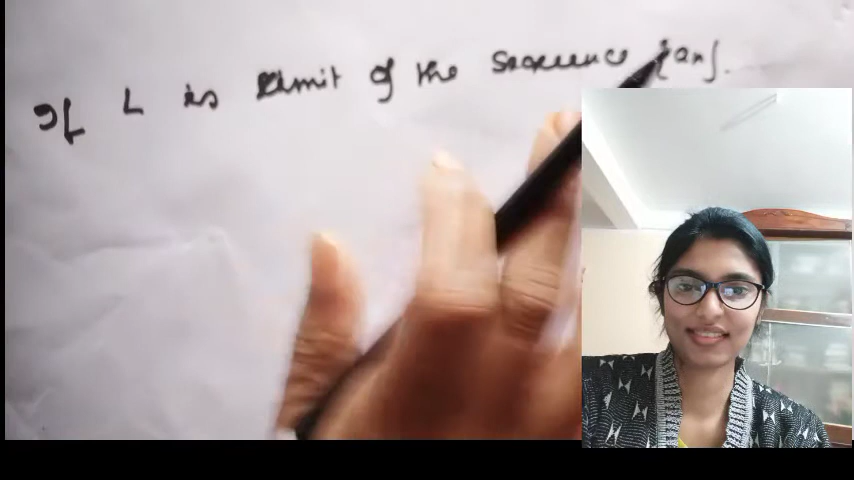 If L is limit of the sequence {an}.